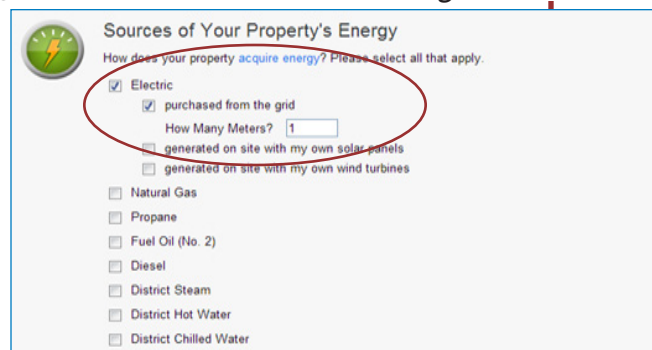 Sources of Your Property's Energy
How does your property acquire energy? Please select all that apply.
Electric
purchased from the grid
How Many Meters? 1
generated on site with my own solar panels
generated on site with my own wind turbines
Natural Gas
Propane
Fuel Oil (No. 2)
Diesel
District Steam
District Hot Water
District Chilled Water